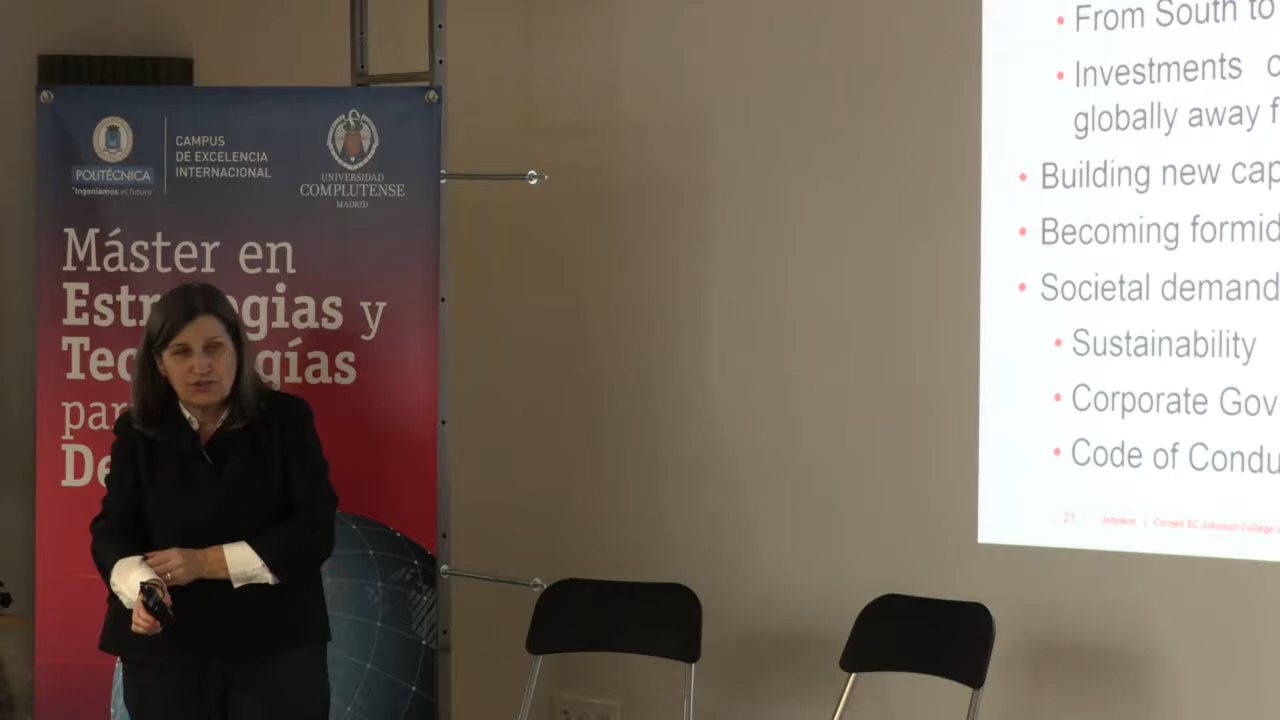 POLITÉCNICA
"Ingeniamos el futuro"
CAMPUS
DE EXCELENCIA
INTERNACIONAL
UNIVERSIDAD
COMPLUTENSE
MADRID
Máster en
Estr gias y
Tec gías
par
De
From South to
Investments
globally away f
Building new cap
Becoming formid
Societal demand
Sustainability
Corporate Gov
Code of Condu
21 Johnson | Cornell SC Johnson College